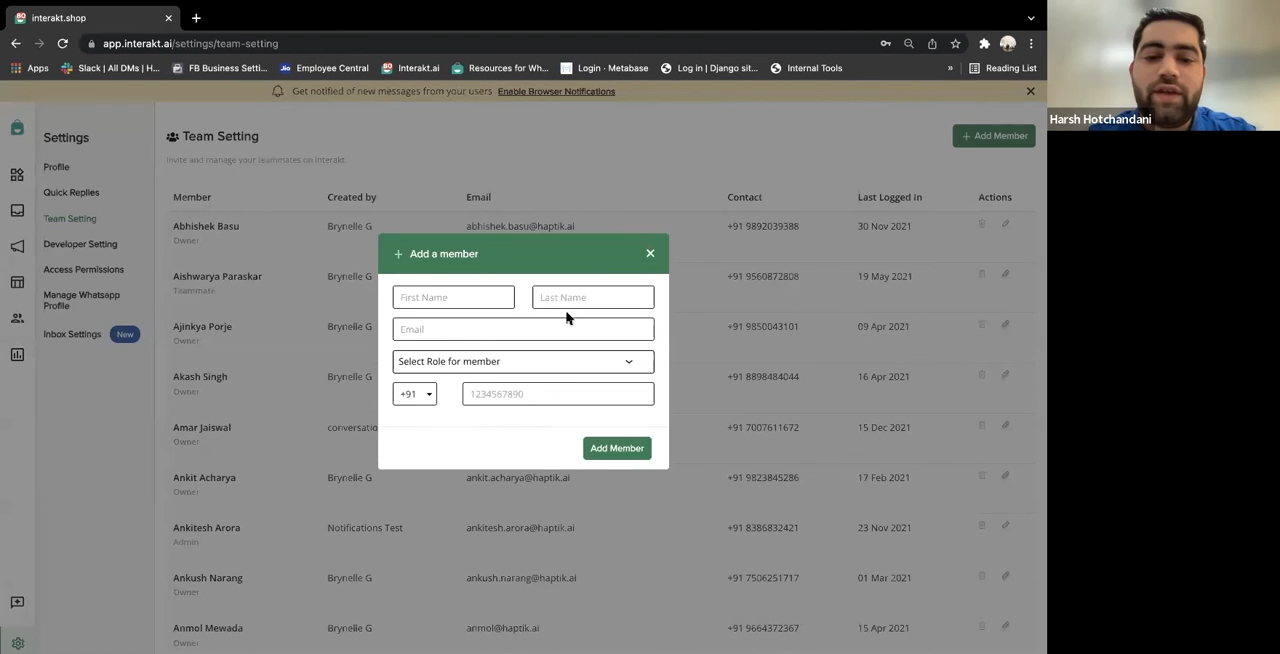 interakt.shop
app.interakt.ai/settings/team-setting
Apps
Slack | All DMs | H...
FB Business Setti...
Employee Central
Interakt.ai
Resources for Wh...
Login · Metabase
Log in | Django sit...
Internal Tools
»
Reading List
Get notified of new messages from your users Enable Browser Notifications
Harsh Hotchandani
Settings
Profile
Quick Replies
Team Setting
Developer Setting
Access Permissions
Manage Whatsapp
Profile
Inbox Settings New
Team Setting
+ Add Member
Invite and manage your teammates on Interakt.
Member Created by Email Contact Last Logged In Actions
Abhishek Basu Brynelle G abhishek.basu@haptik.ai +91 9892039388 30 Nov 2021
Owner
Aishwarya Paraskar Brynelle G +91 9560872808 19 May 2021
Teammate
Ajinkya Porje Brynelle G +91 9850043101 09 Apr 2021
Owner
Akash Singh Brynelle G +91 8898484044 16 Apr 2021
Owner
Amar Jaiswal conversatio +91 7007611672 15 Dec 2021
Owner
Ankit Acharya Brynelle G ankit.acharya@haptik.ai +91 9823845286 17 Feb 2021
Owner
Ankitesh Arora Notifications Test ankitesh.arora@haptik.ai +91 8386832421 23 Nov 2021
Admin
Ankush Narang Brynelle G ankush.narang@haptik.ai +91 7506251717 01 Mar 2021
Owner
Anmol Mewada Brynelle G anmol@haptik.ai +91 9664372367 15 Apr 2021
Owner
+ Add a member
First Name Last Name
Email
Select Role for member
+91 1234567890
Add Member